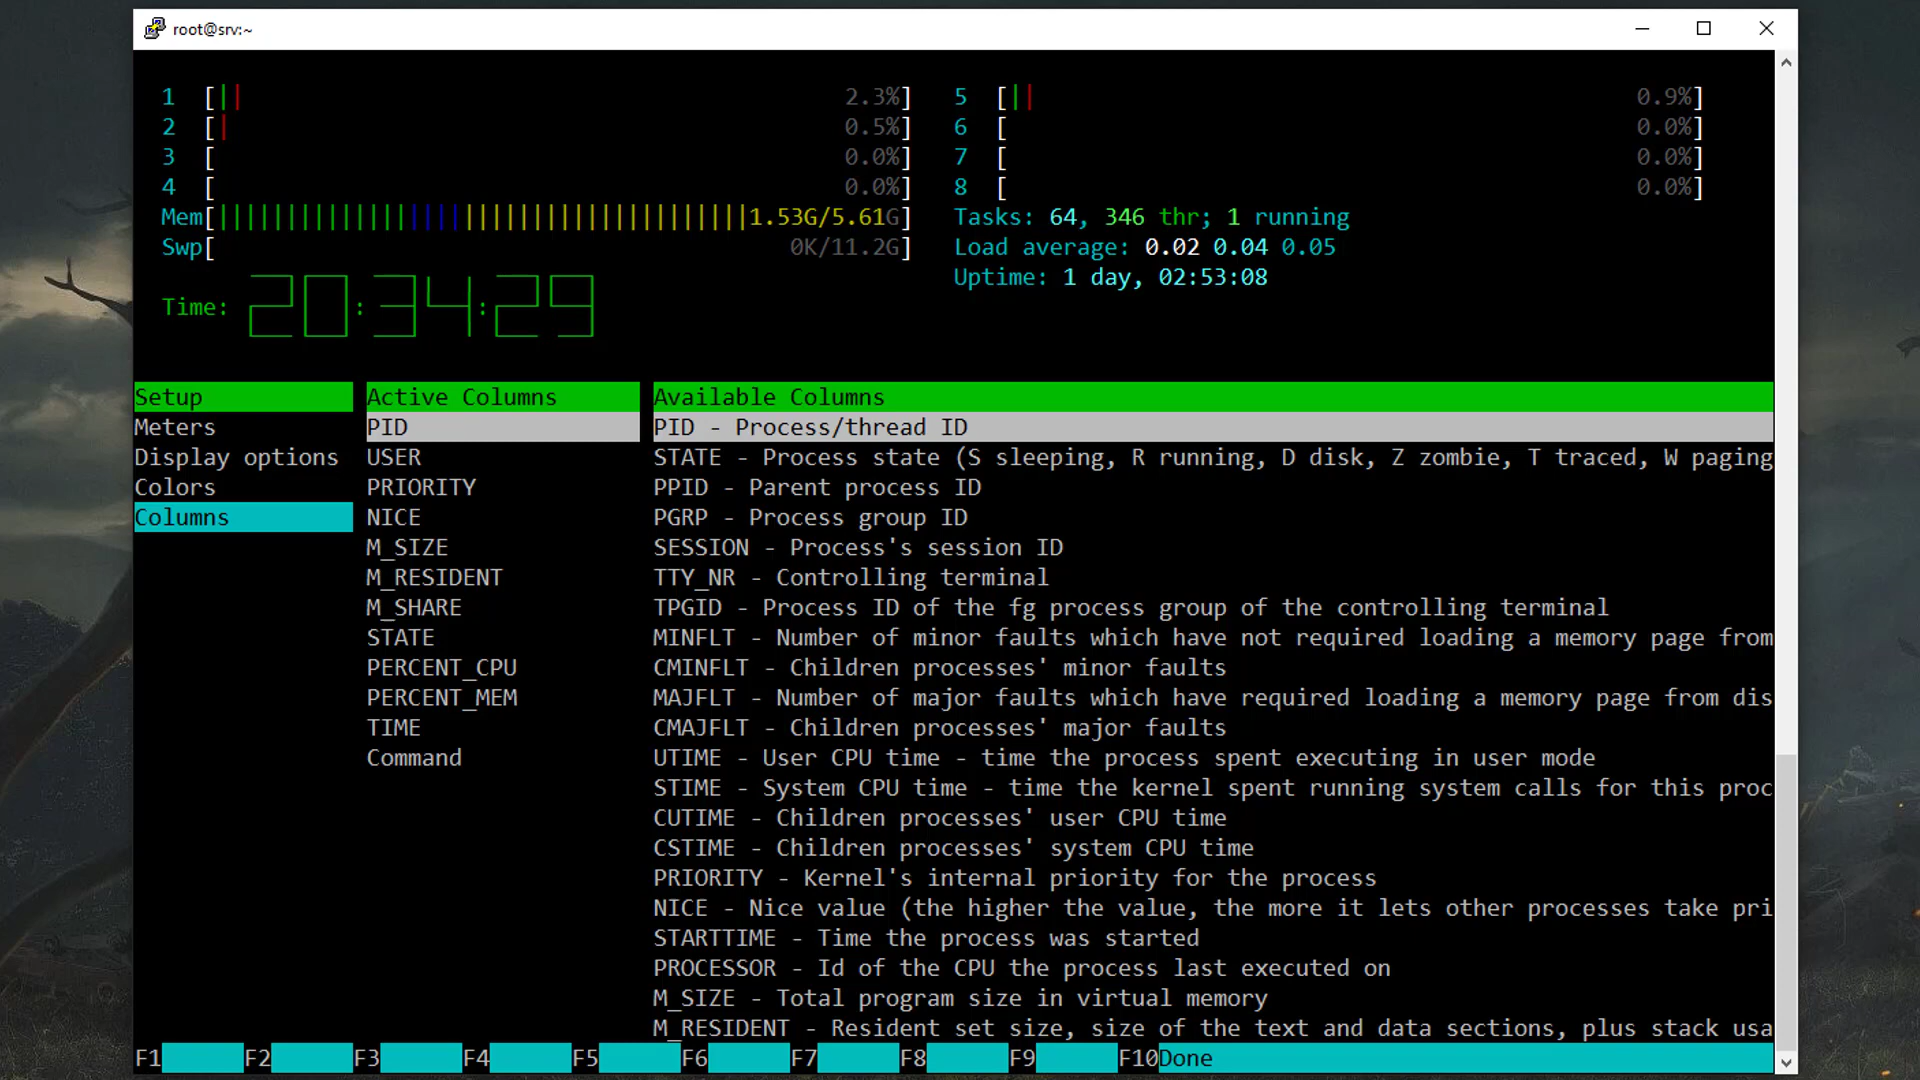 root@srv:~
1 [|| 2.3%] 5 [|| 0.9%]
2 [| 0.5%] 6 [ 0.0%]
3 [ 0.0%] 7 [ 0.0%]
4 [ 0.0%] 8 [ 0.0%]
Mem[|||||||||||||||||||||||||||||||||||||||1.53G/5.61G] Tasks: 64, 346 thr; 1 running
Swp[ 0K/11.2G] Load average: 0.02 0.04 0.05
Uptime: 1 day, 02:53:08
Time: 20:34:29
Setup Active Columns Available Columns
Meters PID PID - Process/thread ID
Display options USER STATE - Process state (S sleeping, R running, D disk, Z zombie, T traced, W paging
Colors PRIORITY PPID - Parent process ID
Columns NICE PGRP - Process group ID
M_SIZE SESSION - Process's session ID
M_RESIDENT TTY_NR - Controlling terminal
M_SHARE TPGID - Process ID of the fg process group of the controlling terminal
STATE MINFLT - Number of minor faults which have not required loading a memory page from
PERCENT_CPU CMINFLT - Children processes' minor faults
PERCENT_MEM MAJFLT - Number of major faults which have required loading a memory page from dis
TIME CMAJFLT - Children processes' major faults
Command UTIME - User CPU time - time the process spent executing in user mode
STIME - System CPU time - time the kernel spent running system calls for this proc
CUTIME - Children processes' user CPU time
CSTIME - Children processes' system CPU time
PRIORITY - Kernel's internal priority for the process
NICE - Nice value (the higher the value, the more it lets other processes take pri
STARTTIME - Time the process was started
PROCESSOR - Id of the CPU the process last executed on
M_SIZE - Total program size in virtual memory
M_RESIDENT - Resident set size, size of the text and data sections, plus stack usa
F1 F2 F3 F4 F5 F6 F7 F8 F9 F10Done